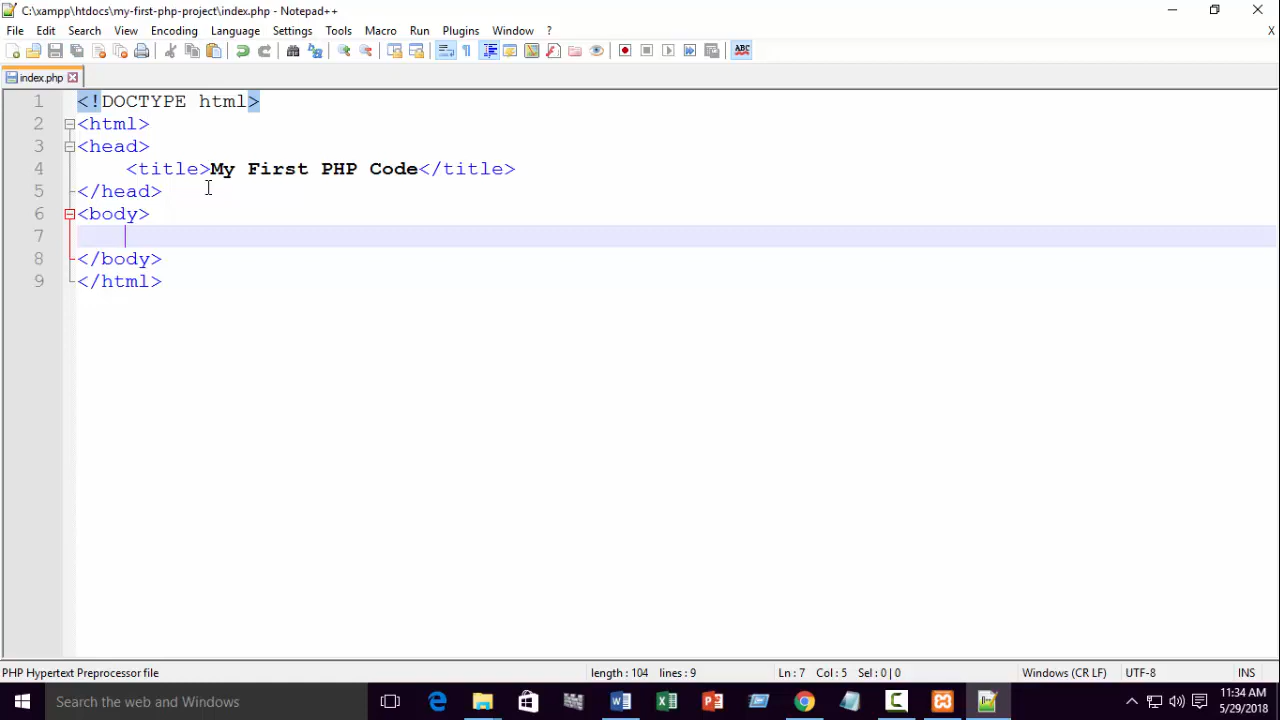 C:\xampp\htdocs\my-first-php-project\index.php - Notepad++
File Edit Search View Encoding Language Settings Tools Macro Run Plugins Window ? X
ABC
index.php
1 <!DOCTYPE html>
2 <html>
3 <head>
4 <title>My First PHP Code</title>
5 </head>
6 <body>
7
8 </body>
9 </html>
PHP Hypertext Preprocessor file length : 104 lines : 9 Ln : 7 Col : 5 Sel : 0 | 0 Windows (CR LF) UTF-8 INS
Search the web and Windows
11:34 AM
5/29/2018